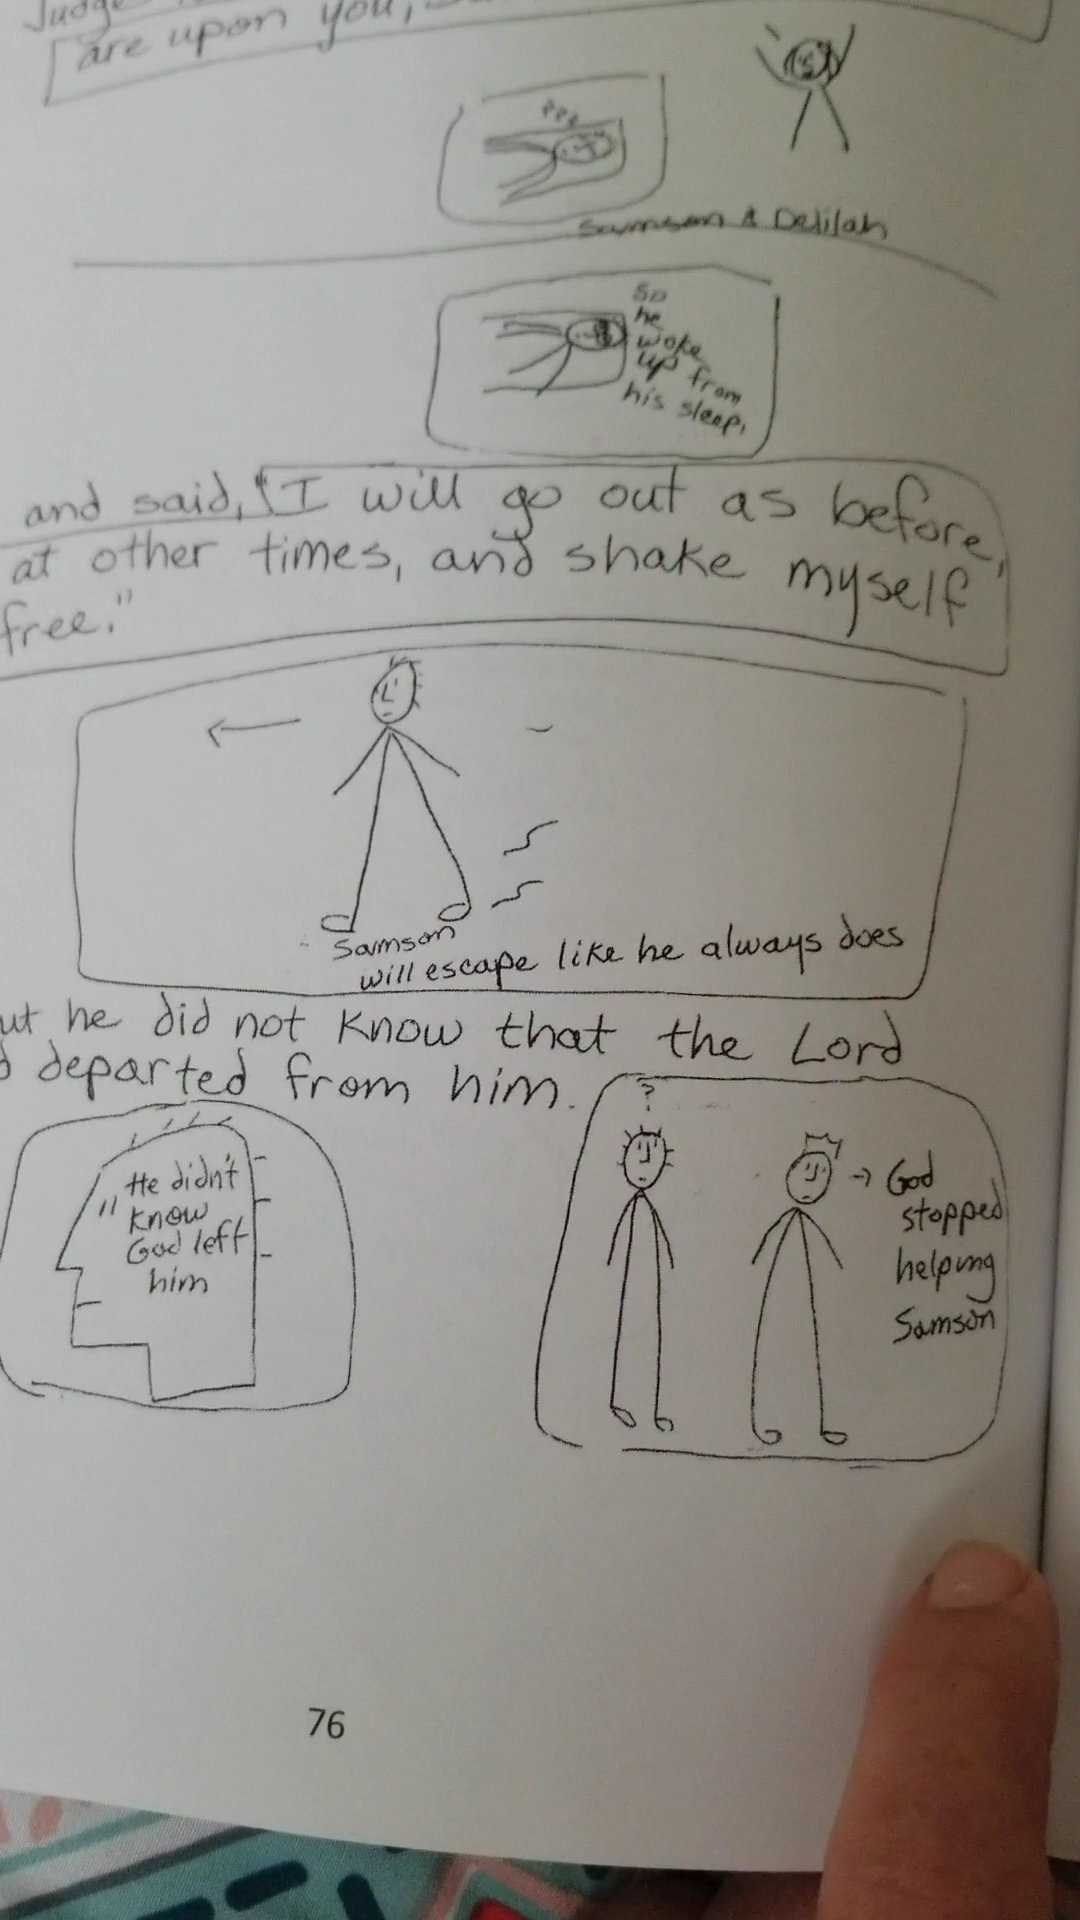 Judge
are upon you,
Samson & Delilah
So
he
woke
up from
his sleep,
and said, "I will go out as before,
at other times, and shake myself
free."
Samson
will escape like he always does
ut he did not know that the Lord
d departed from him.
?
He didn't
" know
God left
him
→ God
stopped
helping
Samson
76